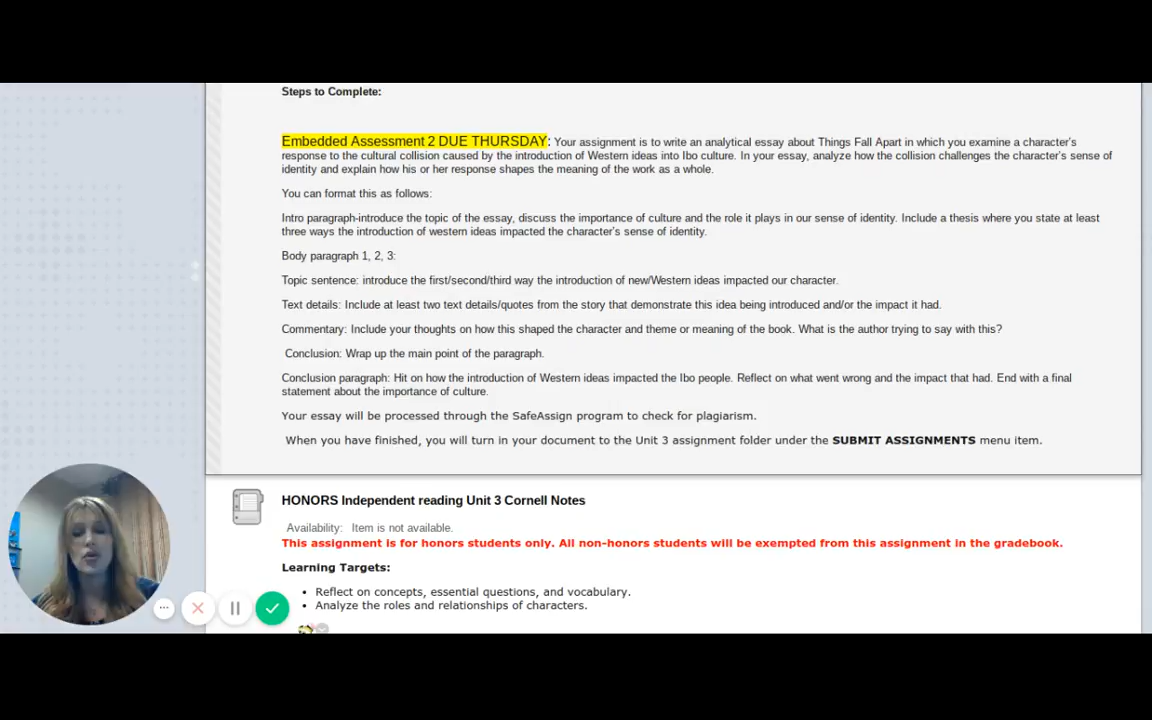 Steps to Complete:
Embedded Assessment 2 DUE THURSDAY: Your assignment is to write an analytical essay about Things Fall Apart in which you examine a character's
response to the cultural collision caused by the introduction of Western ideas into Ibo culture. In your essay, analyze how the collision challenges the character's sense of
identity and explain how his or her response shapes the meaning of the work as a whole.
You can format this as follows:
Intro paragraph-introduce the topic of the essay, discuss the importance of culture and the role it plays in our sense of identity. Include a thesis where you state at least
three ways the introduction of western ideas impacted the character's sense of identity.
Body paragraph 1, 2, 3:
Topic sentence: introduce the first/second/third way the introduction of new/Western ideas impacted our character.
Text details: Include at least two text details/quotes from the story that demonstrate this idea being introduced and/or the impact it had.
Commentary: Include your thoughts on how this shaped the character and theme or meaning of the book. What is the author trying to say with this?
Conclusion: Wrap up the main point of the paragraph.
Conclusion paragraph: Hit on how the introduction of Western ideas impacted the Ibo people. Reflect on what went wrong and the impact that had. End with a final
statement about the importance of culture.
Your essay will be processed through the SafeAssign program to check for plagiarism.
When you have finished, you will turn in your document to the Unit 3 assignment folder under the SUBMIT ASSIGNMENTS menu item.
HONORS Independent reading Unit 3 Cornell Notes
Availability: Item is not available.
This assignment is for honors students only. All non-honors students will be exempted from this assignment in the gradebook.
Learning Targets:
• Reflect on concepts, essential questions, and vocabulary.
• Analyze the roles and relationships of characters.